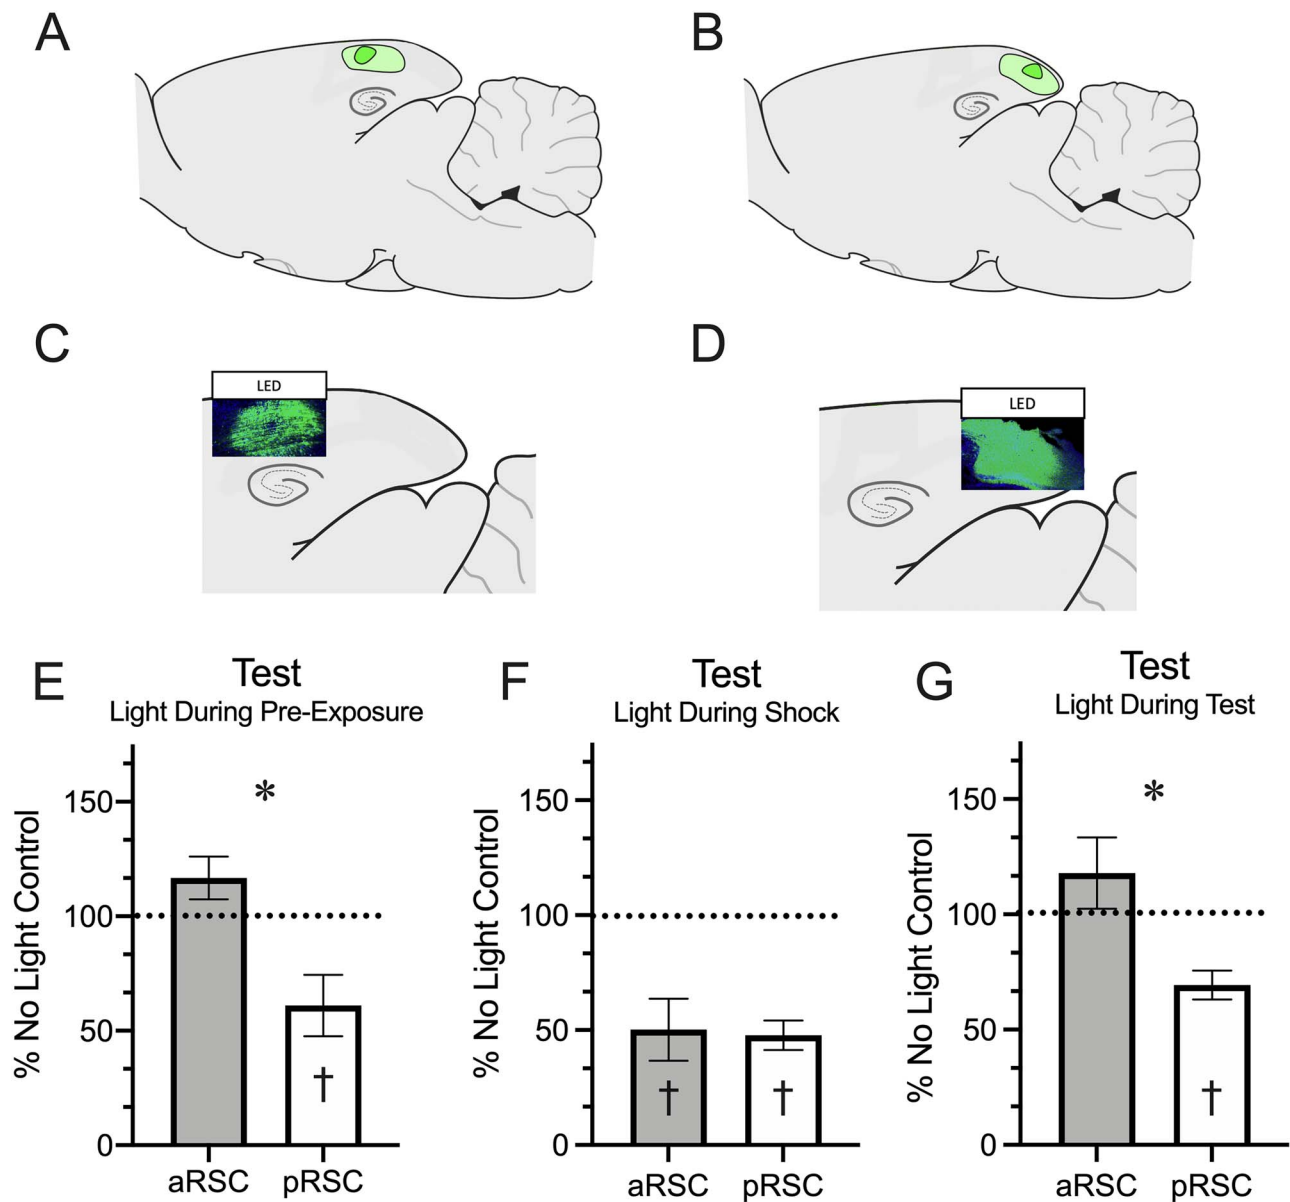 A
B
C
D
LED
LED
E
Test
Light During Pre-Exposure
*
% No Light Control
150
100
50
0
†
aRSC
pRSC
F
Test
Light During Shock
% No Light Control
150
100
50
0
†
†
aRSC
pRSC
G
Test
Light During Test
*
% No Light Control
150
100
50
0
†
aRSC
pRSC